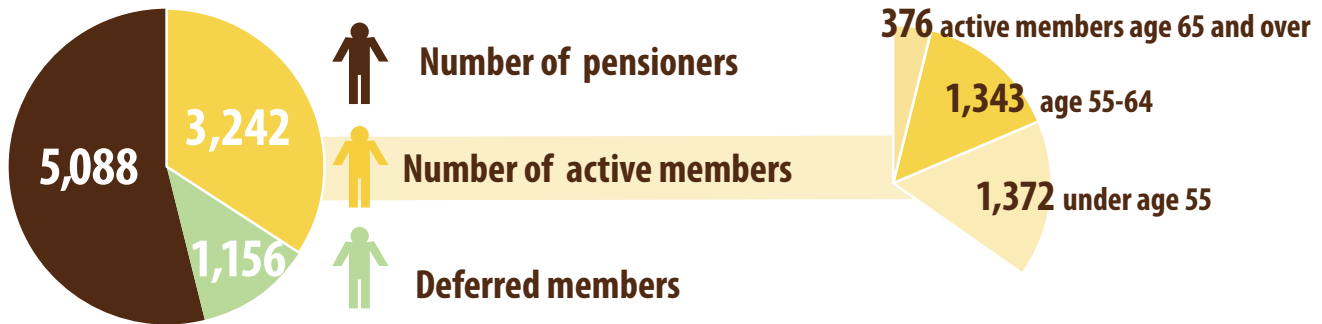 5,088
3,242
1,156
Number of pensioners
Number of active members
Deferred members
376 active members age 65 and over
1,343 age 55-64
1,372 under age 55